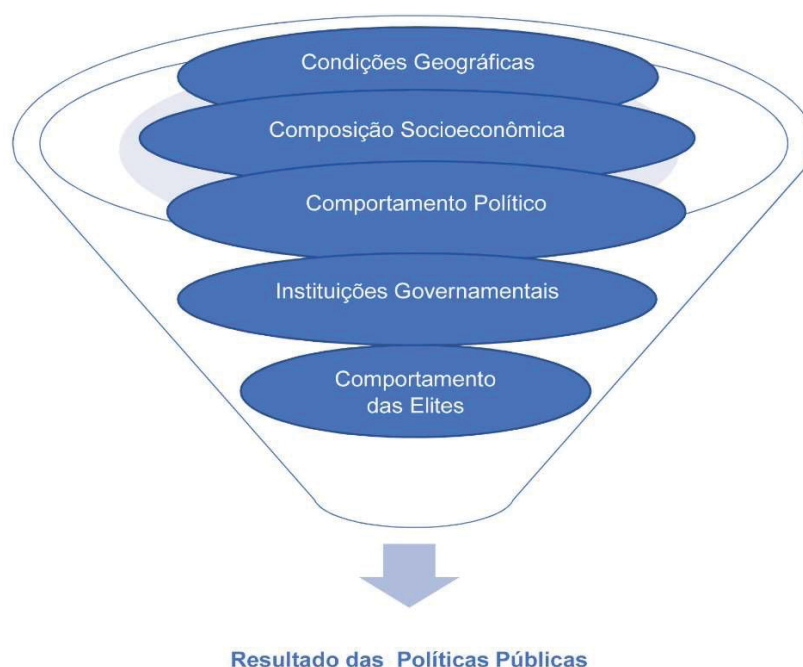 Condições Geográficas
Composição Socioeconômica
Comportamento Político
Instituições Governamentais
Comportamento
das Elites
Resultado das Políticas Públicas